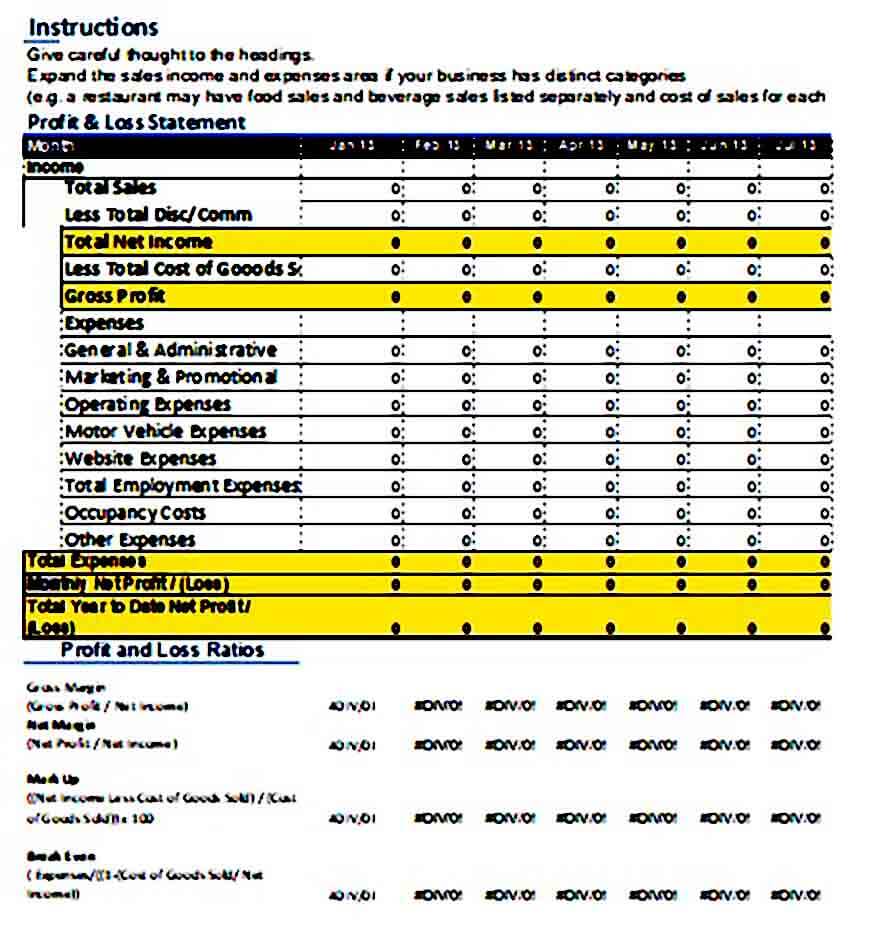 Instructions
Give careful thought to the headings.
Expand the sales income and expenses area if your business has distinct categories
(e.g. a restaurant may have food sales and beverage sales listed separately and cost of sales for each
Profit & Loss Statement
Month Jan 13 Feb 13 Mar 13 Apr 13 May 13 Jun 13 Jul 13
Income
Total Sales 0 0 0 0 0 0 0
Less Total Disc/Comm 0 0 0 0 0 0 0
Total Net Income 0 0 0 0 0 0 0
Less Total Cost of Gooods S 0 0 0 0 0 0 0
Gross Profit 0 0 0 0 0 0 0
Expenses
General & Administrative 0 0 0 0 0 0 0
Marketing & Promotional 0 0 0 0 0 0 0
Operating Expenses 0 0 0 0 0 0 0
Motor Vehicle Expenses 0 0 0 0 0 0 0
Website Expenses 0 0 0 0 0 0 0
Total Employment Expenses 0 0 0 0 0 0 0
Occupancy Costs 0 0 0 0 0 0 0
Other Expenses 0 0 0 0 0 0 0
Total Expenses 0 0 0 0 0 0 0
Monthly Net Profit / (Loss) 0 0 0 0 0 0 0
Total Year to Date Net Profit/
(Loss) 0 0 0 0 0 0 0
Profit and Loss Ratios
Gross Margin
(Gross Profit / Net Income) #DIV/0! #DIV/0! #DIV/0! #DIV/0! #DIV/0! #DIV/0! #DIV/0!
Net Margin
(Net Profit / Net Income) #DIV/0! #DIV/0! #DIV/0! #DIV/0! #DIV/0! #DIV/0! #DIV/0!
Mark Up
((Net Income Less Cost of Goods Sold) / (Cost
of Goods Sold)) x 100 #DIV/0! #DIV/0! #DIV/0! #DIV/0! #DIV/0! #DIV/0! #DIV/0!
Break Even
( Expenses/((1-(Cost of Goods Sold/ Net
Income)) #DIV/0! #DIV/0! #DIV/0! #DIV/0! #DIV/0! #DIV/0! #DIV/0!